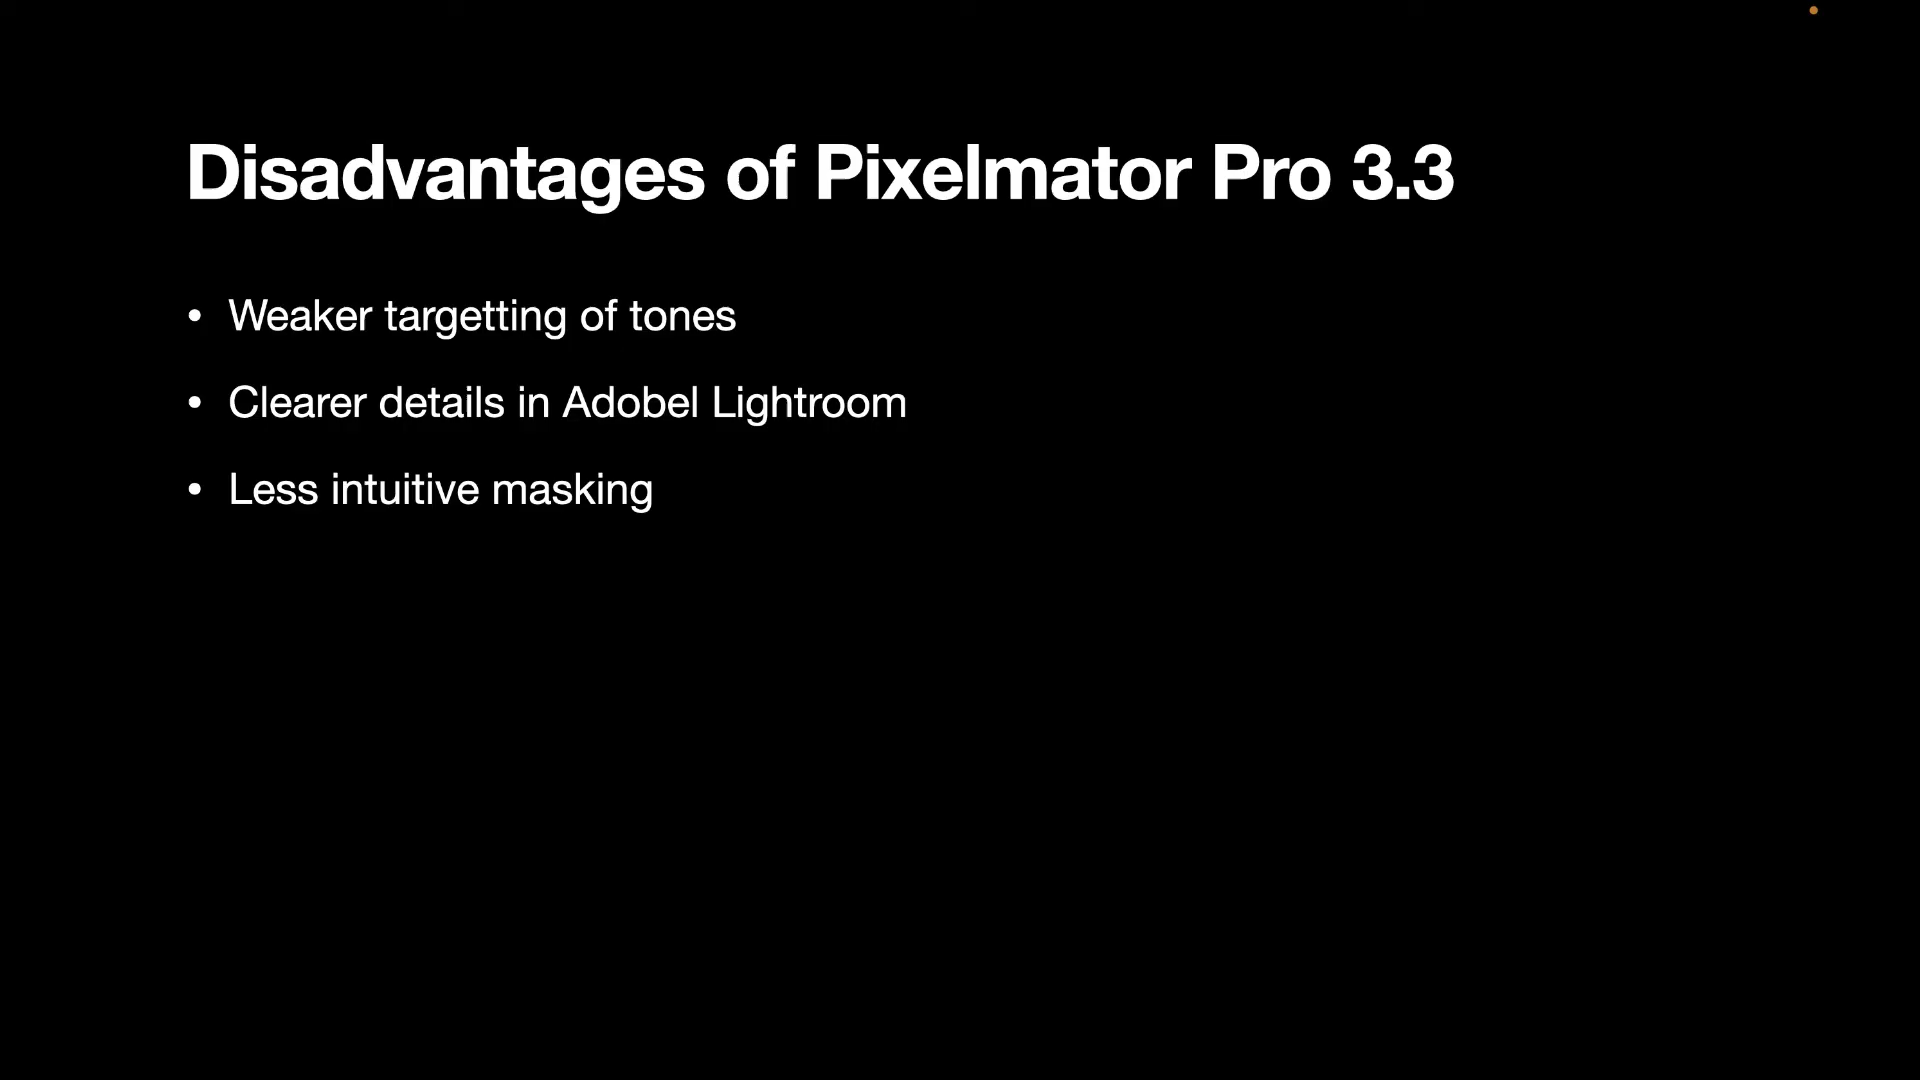 Disadvantages of Pixelmator Pro 3.3
• Weaker targetting of tones
• Clearer details in Adobel Lightroom
• Less intuitive masking